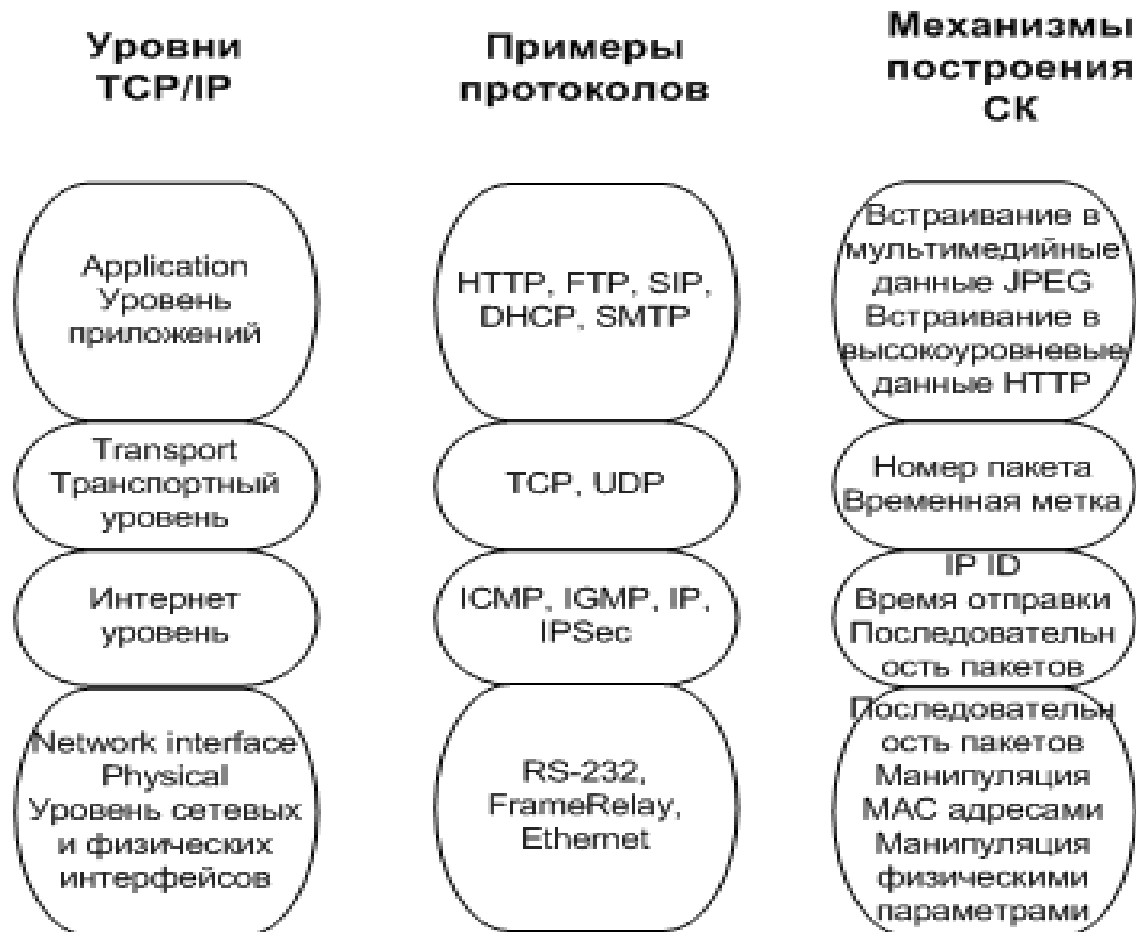 Уровни
TCP/IP
Примеры
протоколов
Механизмы
построения
СК
Application
Уровень
приложений
HTTP, FTP, SIP,
DHCP, SMTP
Встраивание в
мультимедийные
данные JPEG
Встраивание в
высокоуровневые
данные HTTP
Transport
Транспортный
уровень
TCP, UDP
Номер пакета
Временная метка
Интернет
уровень
ICMP, IGMP, IP,
IPSec
IP ID
Время отправки
Последовательн
ость пакетов
Network interface
Physical
Уровень сетевых
и физических
интерфейсов
RS-232,
FrameRelay,
Ethernet
Последовательн
ость пакетов
Манипуляция
MAC адресами
Манипуляция
физическими
параметрами